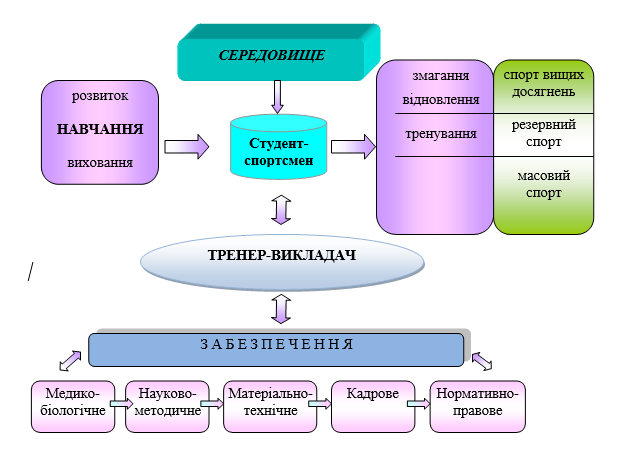 СЕРЕДОВИЩЕ
розвиток
НАВЧАННЯ
виховання
Студент-
спортсмен
змагання
відновлення
тренування
спорт вищих
досягнень
резервний
спорт
масовий
спорт
ТРЕНЕР-ВИКЛАДАЧ
/
З А Б Е З П Е Ч Е Н Н Я
Медико-
біологічне
Науково-
методичне
Матеріально-
технічне
Кадрове
Нормативно-
правове